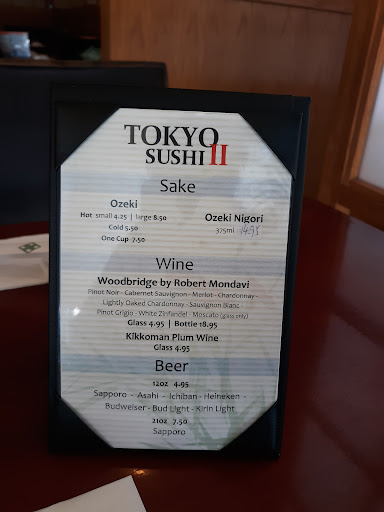 TOKYO
SUSHI II
Sake
Ozeki
Hot small 4.25 | large 8.50
Cold 5.50
One Cup 7.50
Ozeki Nigori
375ml 14.95
Wine
Woodbridge by Robert Mondavi
Pinot Noir - Cabernet Sauvignon - Merlot - Chardonnay -
Lightly Oaked Chardonnay - Sauvignon Blanc -
Pinot Grigio - White Zinfandel - Moscato (glass only)
Glass 4.95 | Bottle 18.95
Kikkoman Plum Wine
Glass 4.95
Beer
12oz 4.95
Sapporo - Asahi - Ichiban - Heineken -
Budweiser - Bud Light - Kirin Light
21oz 7.50
Sapporo